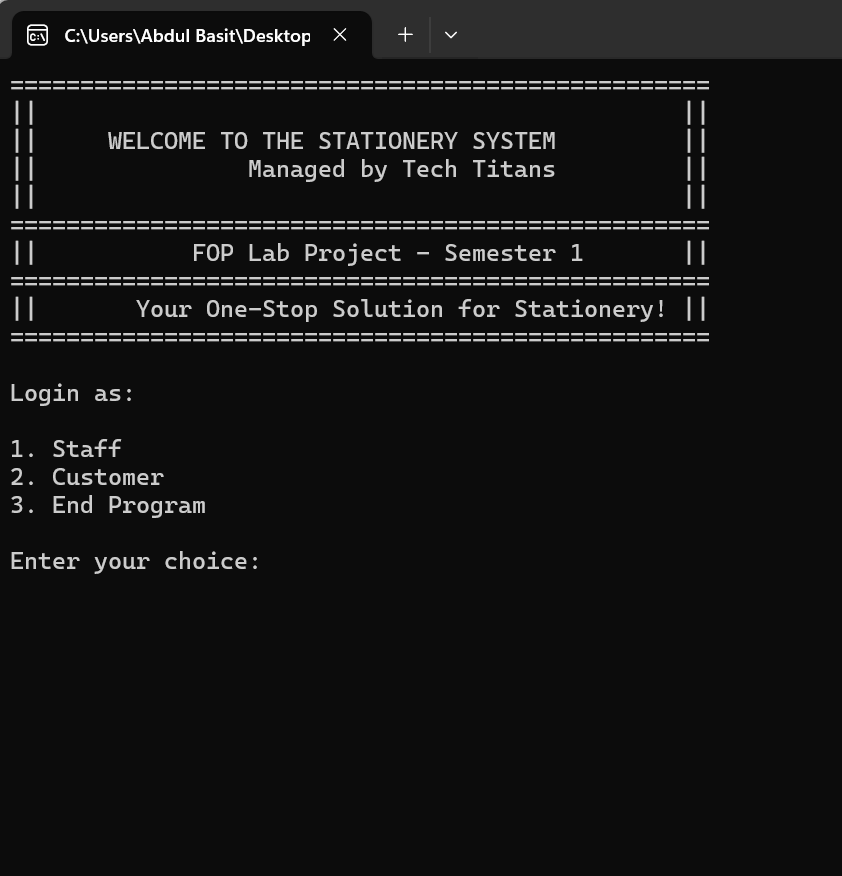 C:\Users\Abdul Basit\Desktop
==================================================
||                                              ||
||     WELCOME TO THE STATIONERY SYSTEM         ||
||               Managed by Tech Titans         ||
||                                              ||
==================================================
||           FOP Lab Project - Semester 1       ||
==================================================
||       Your One-Stop Solution for Stationery! ||
==================================================
Login as:
1. Staff
2. Customer
3. End Program
Enter your choice: